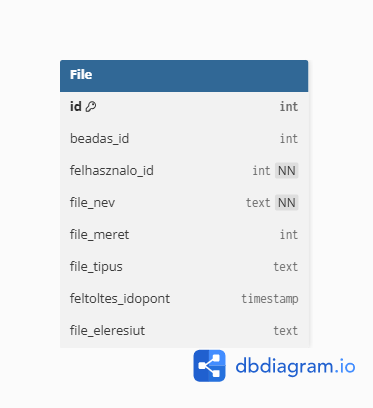 File
id int
beadas_id int
felhasznalo_id int NN
file_nev text NN
file_meret int
file_tipus text
feltoltes_idopont timestamp
file_eleresiut text
dbdiagram.io